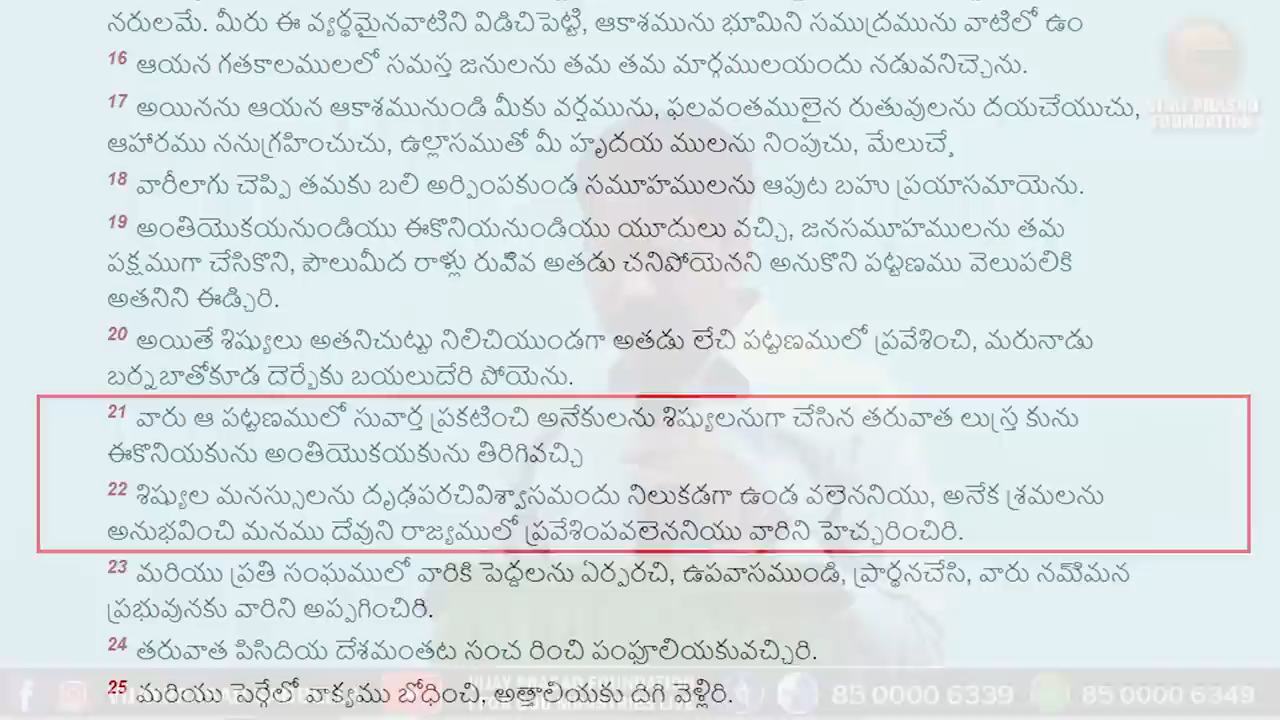 నరులమే. మీరు ఈ వ్యర్థమైనవాటిని విడిచిపెట్టి, ఆకాశమును భూమిని సముద్రమును వాటిలో ఉం
16 ఆయన గతకాలములలో సమస్త జనులను తమ తమ మార్గములయందు నడువనిచ్చెను.
17 అయినను ఆయన ఆకాశమునుండి మీకు వర్షమును, ఫలవంతములైన రుతువులను దయచేయుచు,
ఆహారము ననుగ్రహించుచు, ఉల్లాసముతో మీ హృదయ ములను నింపుచు, మేలుచే
18 వారీలాగు చెప్పి తమకు బలి అర్పింపకుండ సమూహములను ఆపుట బహు ప్రయాసమాయెను.
19 అంతియొకయనుండియు ఈకొనియనుండియు యూదులు వచ్చి, జనసమూహములను తమ
పక్షముగా చేసికొని, పౌలుమీద రాళ్లు రువ్వి అతడు చనిపోయెనని అనుకొని పట్టణము వెలుపలికి
అతనిని ఈడ్చిరి.
20 అయితే శిష్యులు అతనిచుట్టు నిలిచియుండగా అతడు లేచి పట్టణములో ప్రవేశించి, మరునాడు
బర్నబాతోకూడ దెర్బేకు బయలుదేరి పోయెను.
21 వారు ఆ పట్టణములో సువార్త ప్రకటించి అనేకులను శిష్యులనుగా చేసిన తరువాత లుస్త్ర కును
ఈకొనియకును అంతియొకయకును తిరిగివచ్చి
22 శిష్యుల మనస్సులను దృఢపరచివిశ్వాసమందు నిలుకడగా ఉండ వలెననియు, అనేక శ్రమలను
అనుభవించి మనము దేవుని రాజ్యములో ప్రవేశింపవలెననియు వారిని హెచ్చరించిరి.
23 మరియు ప్రతి సంఘములో వారికి పెద్దలను ఏర్పరచి, ఉపవాసముండి, ప్రార్థనచేసి, వారు నమ్మిన
ప్రభువునకు వారిని అప్పగించిరి.
24 తరువాత పిసిదియ దేశమంతట సంచ రించి పంఫూలియకువచ్చిరి.
25 మరియు పెర్గేలో వాక్యము బోధించి, అత్తాలియకు దిగి వెళ్లిరి.
VIJAY PRASAD
FOUNDATION
85 0000 6339
85 0000 6349